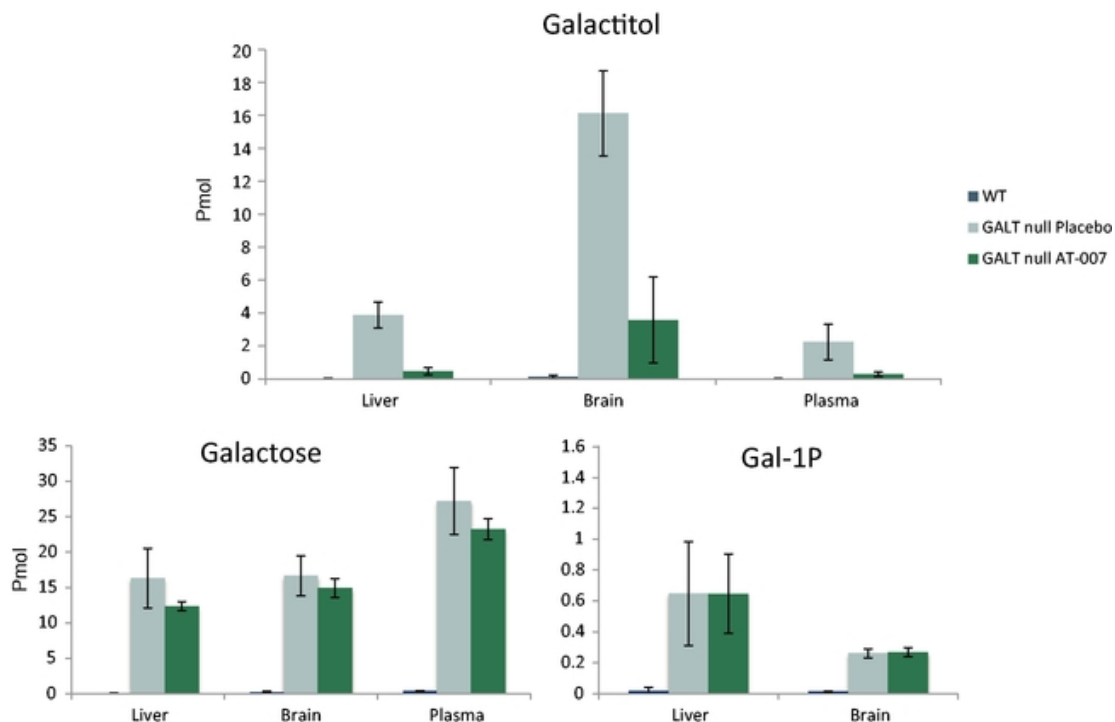 Galactitol
20
18
16
14
12
10
8
6
4
2
0
Pmol
Liver Brain Plasma
WT
GALT null Placebo
GALT null AT-007
Galactose
35
30
25
20
15
10
5
0
Pmol
Liver Brain Plasma
Gal-1P
1.6
1.4
1.2
1
0.8
0.6
0.4
0.2
0
Liver Brain